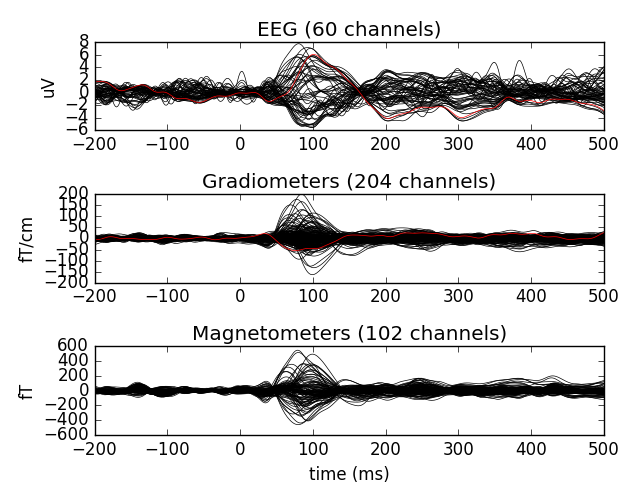 EEG (60 channels)
8
6
4
2
0
−2
−4
−6
uV
−200 −100 0 100 200 300 400 500
Gradiometers (204 channels)
200
150
100
50
0
−50
−100
−150
−200
fT/cm
−200 −100 0 100 200 300 400 500
Magnetometers (102 channels)
600
400
200
0
−200
−400
−600
fT
−200 −100 0 100 200 300 400 500
time (ms)